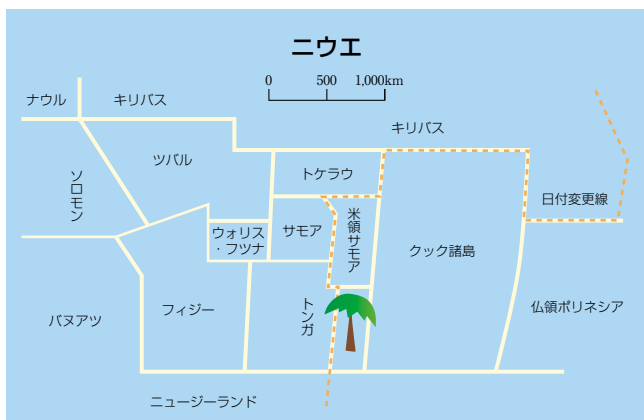 ニウエ
0 500 1,000km
ナウル
キリバス
キリバス
ツバル
トケラウ
ソロモン
日付変更線
ウォリス
・フツナ
サモア
米領サモア
クック諸島
バヌアツ
フィジー
トンガ
仏領ポリネシア
ニュージーランド